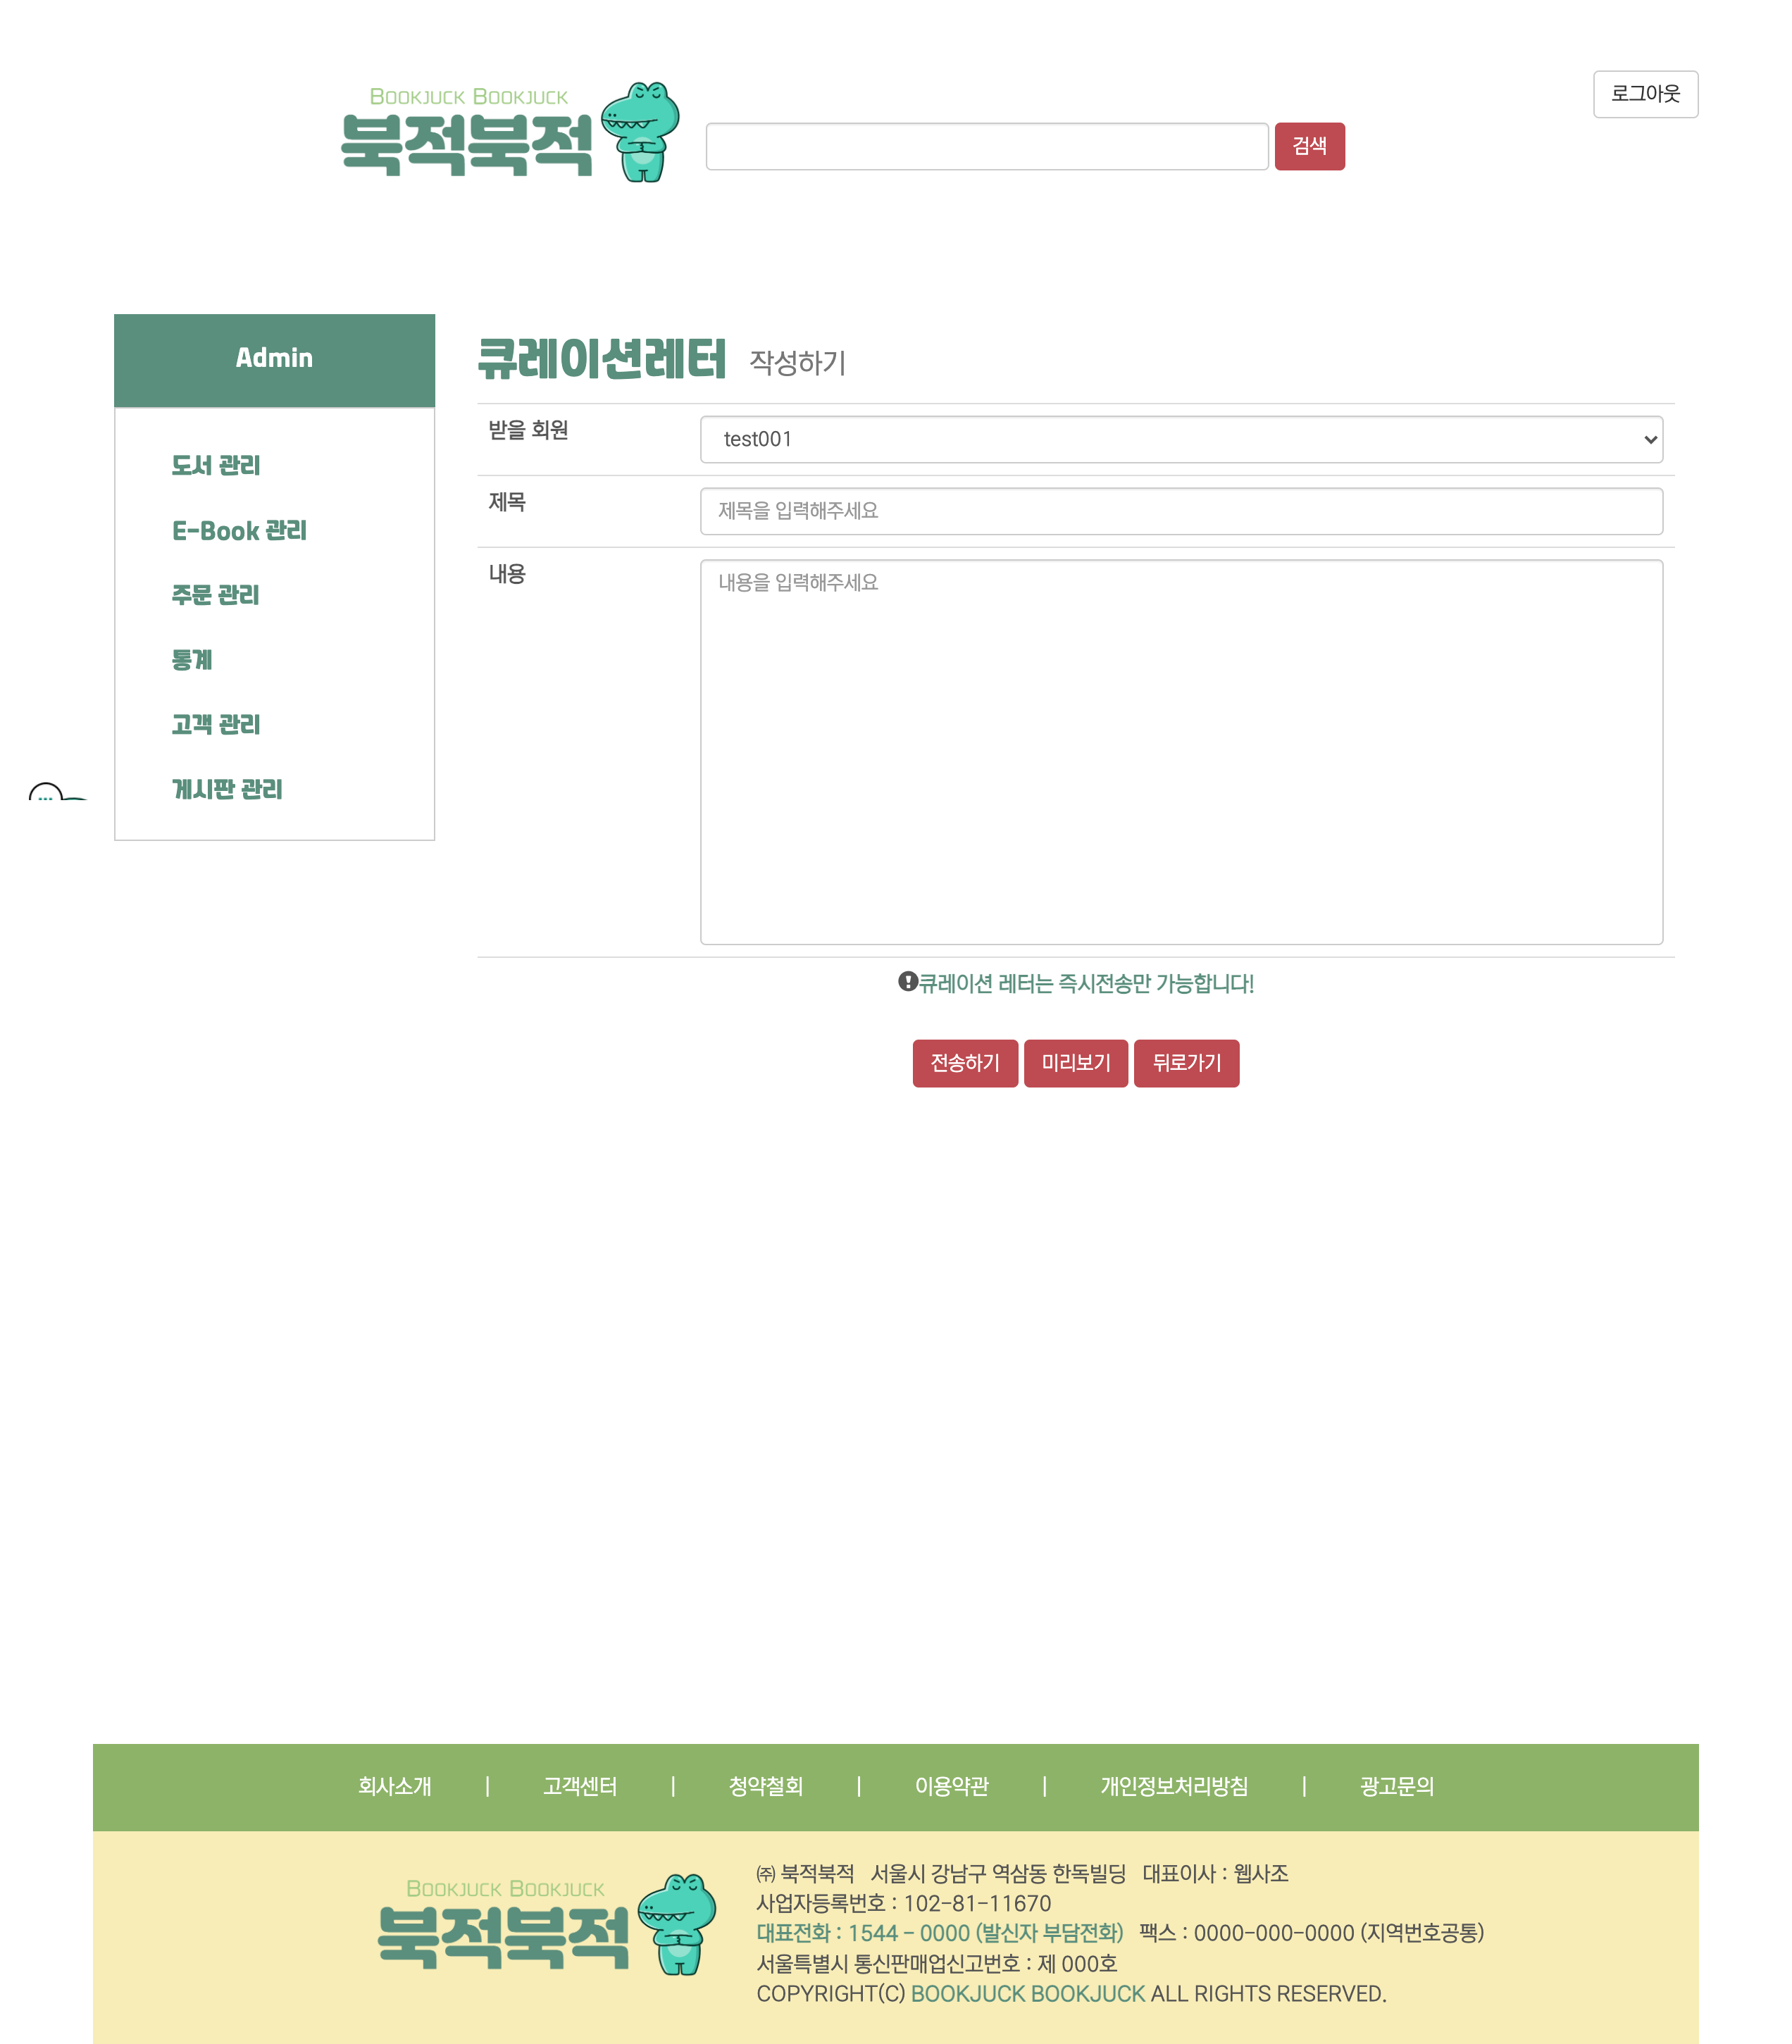 로그아웃
BOOKJUCK BOOKJUCK
북적북적
검색
Admin
도서 관리
E-Book 관리
주문 관리
통계
고객 관리
게시판 관리
큐레이션레터 작성하기
받을 회원 test001
제목 제목을 입력해주세요
내용 내용을 입력해주세요
큐레이션 레터는 즉시전송만 가능합니다!
전송하기 미리보기 뒤로가기
회사소개 | 고객센터 | 청약철회 | 이용약관 | 개인정보처리방침 | 광고문의
BOOKJUCK BOOKJUCK
북적북적
㈜ 북적북적 서울시 강남구 역삼동 한독빌딩 대표이사 : 웹사조
사업자등록번호 : 102-81-11670
대표전화 : 1544 - 0000 (발신자 부담전화) 팩스 : 0000-000-0000 (지역번호공통)
서울특별시 통신판매업신고번호 : 제 000호
COPYRIGHT(C) BOOKJUCK BOOKJUCK ALL RIGHTS RESERVED.